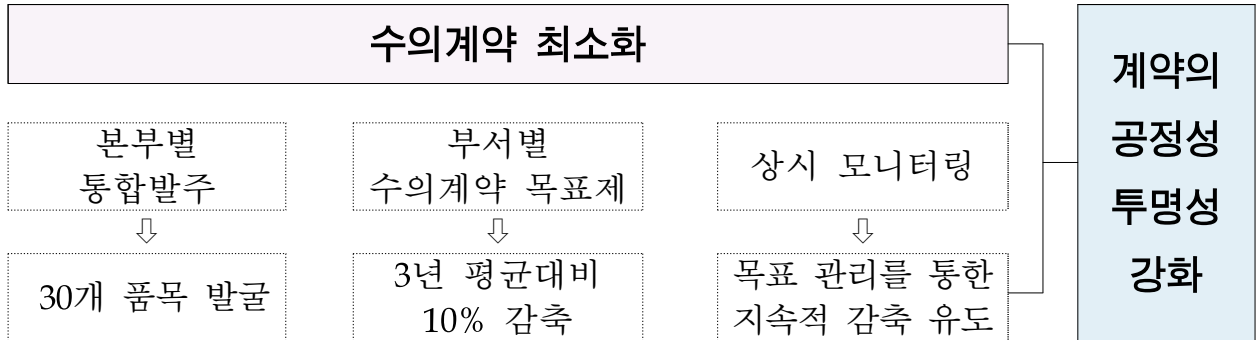 수의계약 최소화
본부별
통합발주
부서별
수의계약 목표제
상시 모니터링
30개 품목 발굴
3년 평균대비
10% 감축
목표 관리를 통한
지속적 감축 유도
계약의
공정성
투명성
강화